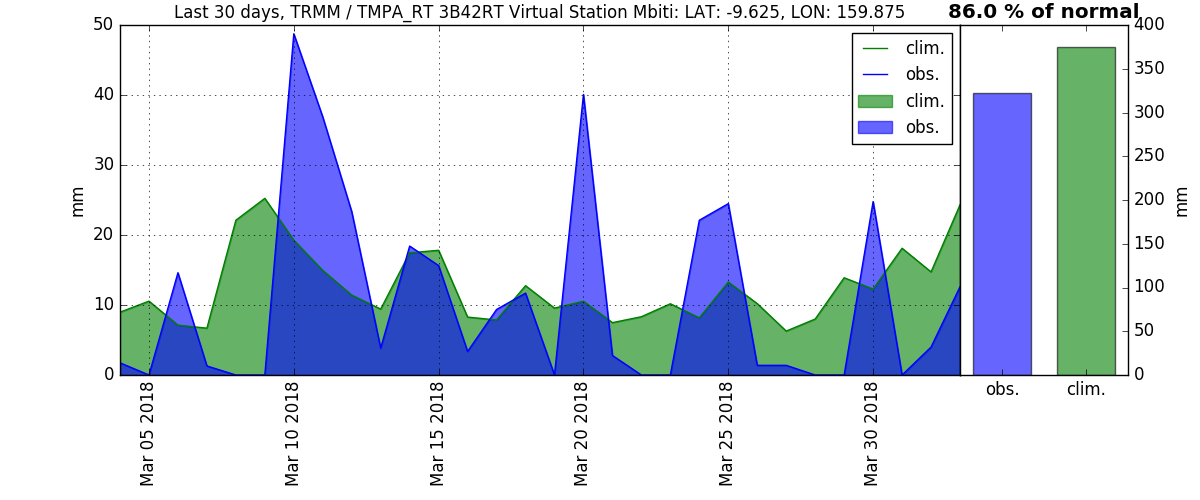 Last 30 days, TRMM / TMPA_RT 3B42RT Virtual Station Mbiti: LAT: -9.625, LON: 159.875
86.0 % of normal
50
40
30
20
10
0
mm
clim.
obs.
clim.
obs.
400
350
300
250
200
150
100
50
0
mm
Mar 05 2018
Mar 10 2018
Mar 15 2018
Mar 20 2018
Mar 25 2018
Mar 30 2018
obs.
clim.